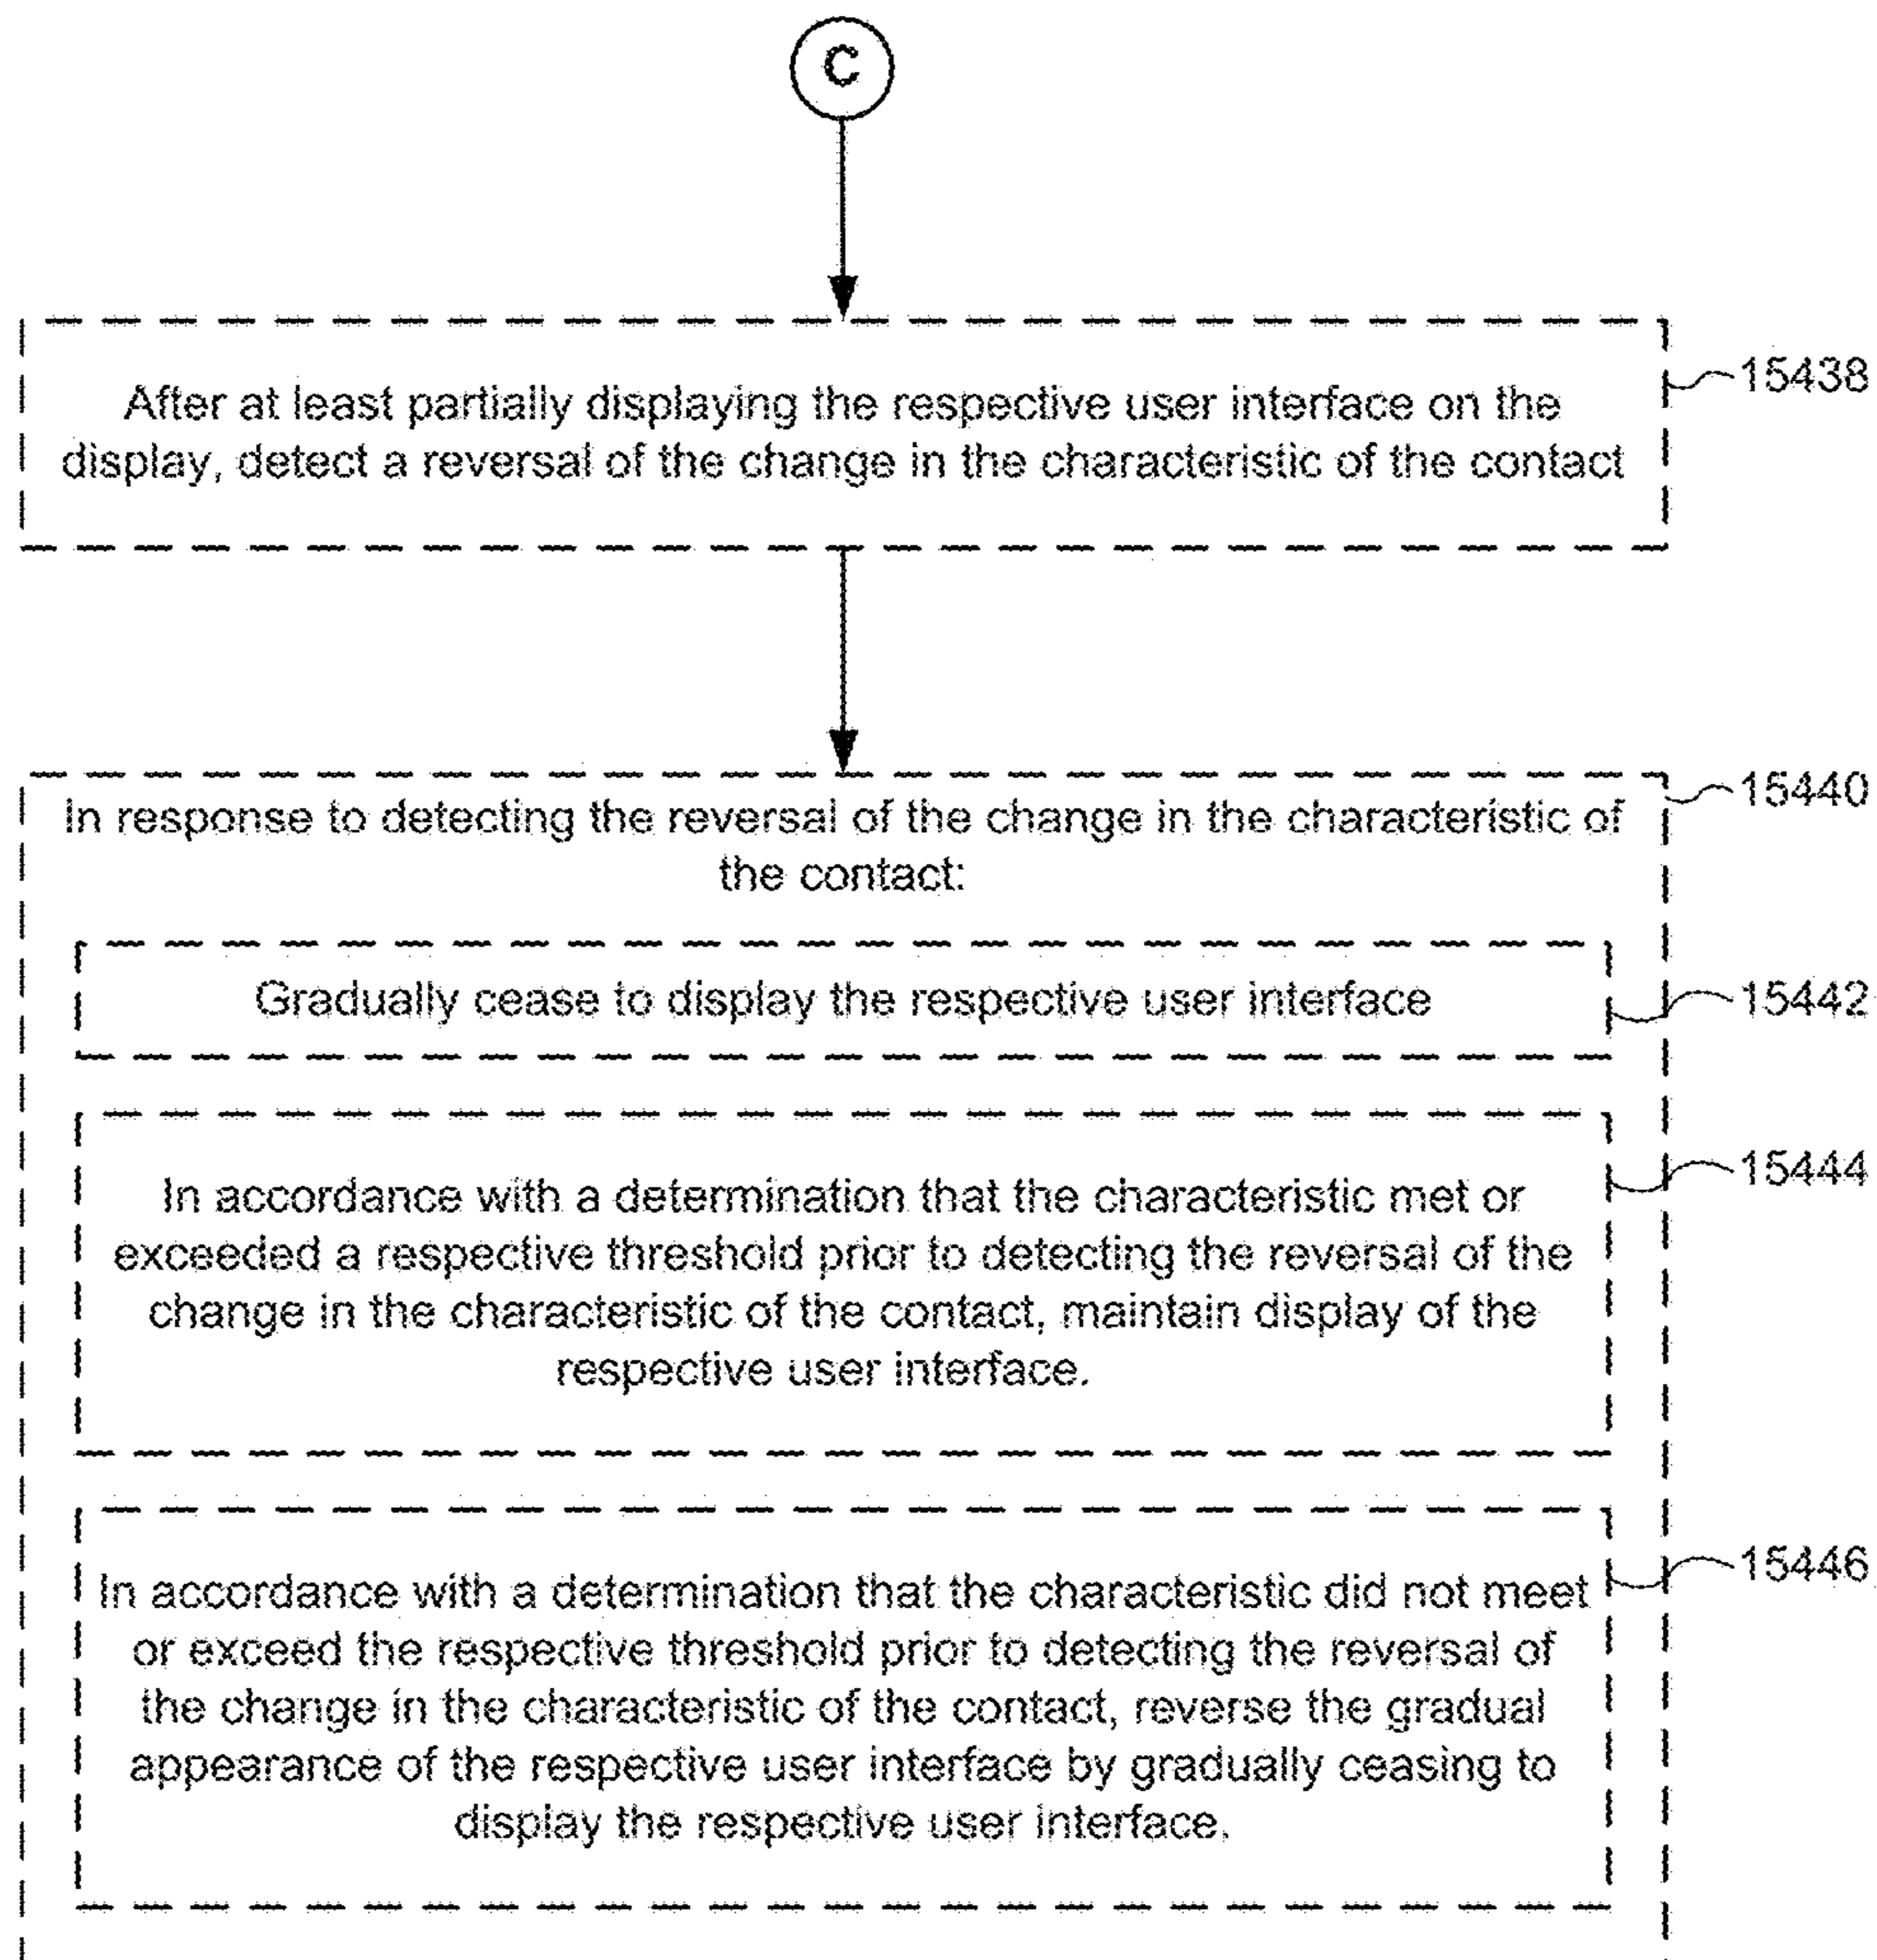 C
After at least partially displaying the respective user interface on the
display, detect a reversal of the change in the characteristic of the contact
15438
In response to detecting the reversal of the change in the characteristic of
the contact:
15440
Gradually cease to display the respective user interface
15442
In accordance with a determination that the characteristic met or
exceeded a respective threshold prior to detecting the reversal of the
change in the characteristic of the contact, maintain display of the
respective user interface.
15444
In accordance with a determination that the characteristic did not meet
or exceed the respective threshold prior to detecting the reversal of
the change in the characteristic of the contact, reverse the gradual
appearance of the respective user interface by gradually ceasing to
display the respective user interface.
15446